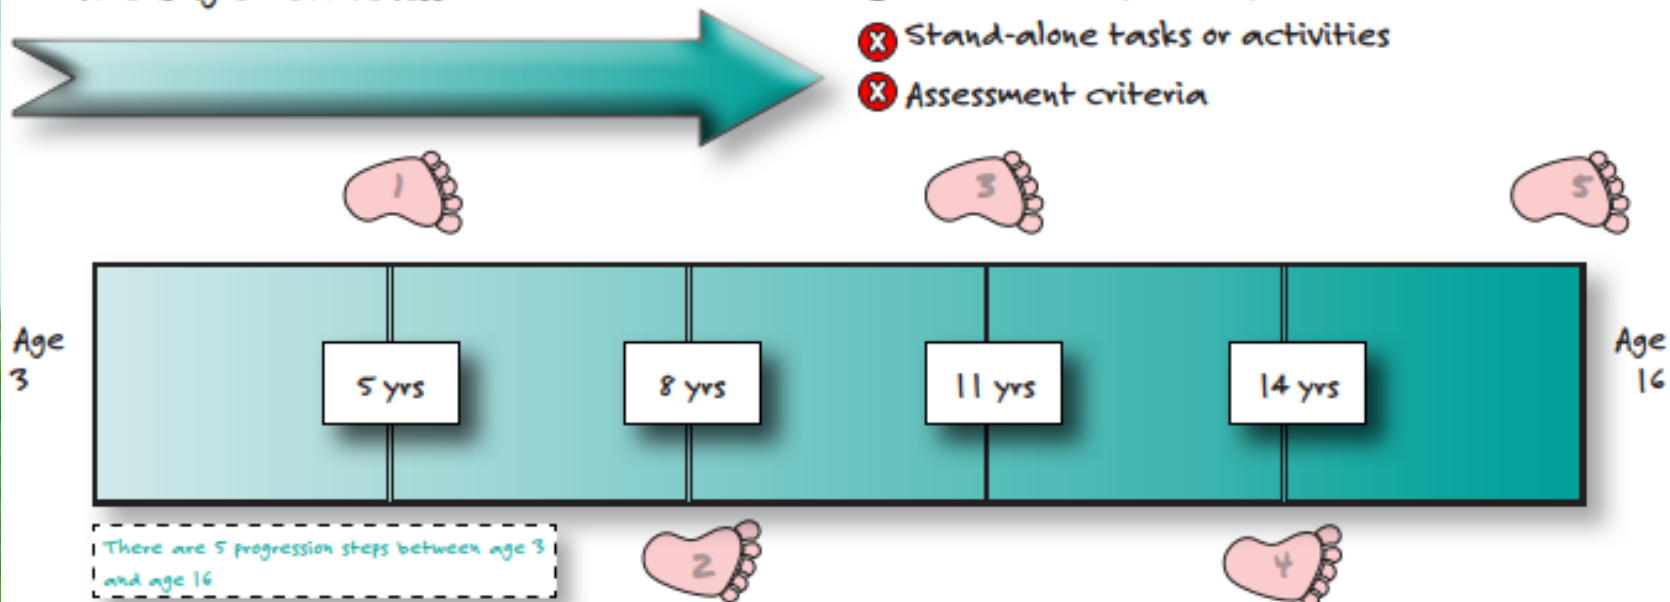 Stand-alone tasks or activities
Assessment criteria
1
3
5
Age
3
5 yrs
8 yrs
11 yrs
14 yrs
Age
16
There are 5 progression steps between age 3
and age 16
2
4